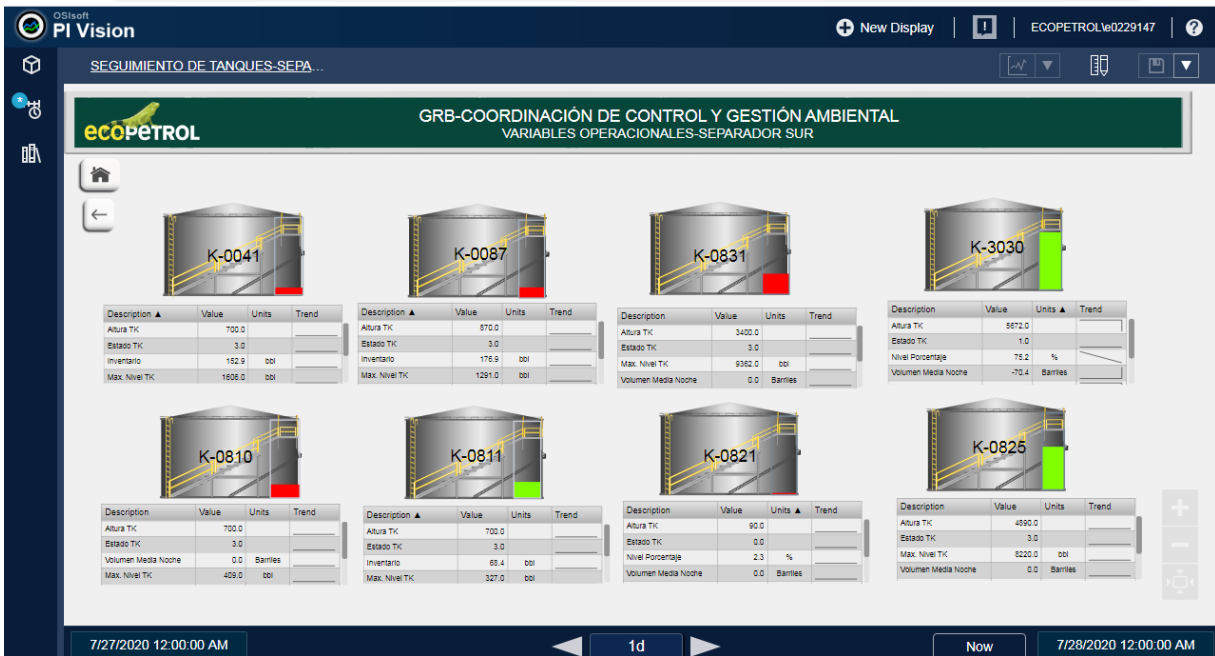 OSIsoft
PI Vision
New Display
ECOPETROL\e0229147
SEGUIMIENTO DE TANQUES-SEPA...
ecopetrol
GRB-COORDINACIÓN DE CONTROL Y GESTIÓN AMBIENTAL
VARIABLES OPERACIONALES-SEPARADOR SUR
K-0041
Description ▲ Value Units Trend
Altura TK 700.0
Estado TK 3.0
Inventario 152.9 bbl
Max. Nivel TK 1606.0 bbl
K-0087
Description ▲ Value Units Trend
Altura TK 870.0
Estado TK 3.0
Inventario 176.9 bbl
Max. Nivel TK 1291.0 bbl
K-0831
Description Value Units Trend
Altura TK 3400.0
Estado TK 3.0
Max. Nivel TK 9362.0 bbl
Volumen Media Noche 0.0 Barriles
K-3030
Description Value Units ▲ Trend
Altura TK 5672.0
Estado TK 1.0
Nivel Porcentaje 75.2 %
Volumen Media Noche -70.4 Barriles
K-0810
Description Value Units Trend
Altura TK 700.0
Estado TK 3.0
Volumen Media Noche 0.0 Barriles
Max. Nivel TK 409.0 bbl
K-0811
Description ▲ Value Units Trend
Altura TK 700.0
Estado TK 3.0
Inventario 65.4 bbl
Max. Nivel TK 327.0 bbl
K-0821
Description Value Units ▲ Trend
Altura TK 90.0
Estado TK 0.0
Nivel Porcentaje 2.3 %
Volumen Media Noche 0.0 Barriles
K-0825
Description Value Units Trend
Altura TK 4890.0
Estado TK 3.0
Max. Nivel TK 8220.0 bbl
Volumen Media Noche 0.0 Barriles
7/27/2020 12:00:00 AM
1d
Now
7/28/2020 12:00:00 AM